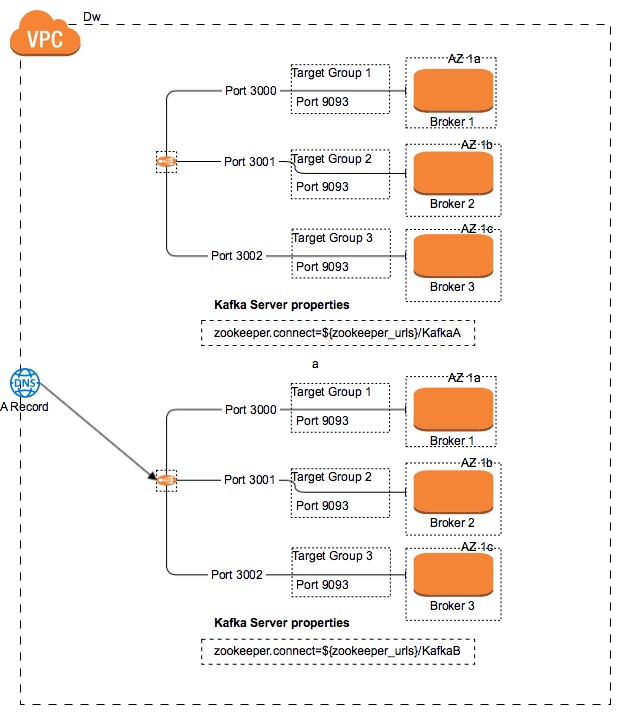 Dw
VPC
AZ 1a
Target Group 1
Port 3000
Port 9093
Broker 1
AZ 1b
Target Group 2
Port 3001
Port 9093
Broker 2
AZ 1c
Target Group 3
Port 3002
Port 9093
Broker 3
Kafka Server properties
zookeeper.connect=${zookeeper_urls}/KafkaA
a
DNS
A Record
AZ 1a
Target Group 1
Port 3000
Port 9093
Broker 1
AZ 1b
Target Group 2
Port 3001
Port 9093
Broker 2
AZ 1c
Target Group 3
Port 3002
Port 9093
Broker 3
Kafka Server properties
zookeeper.connect=${zookeeper_urls}/KafkaB